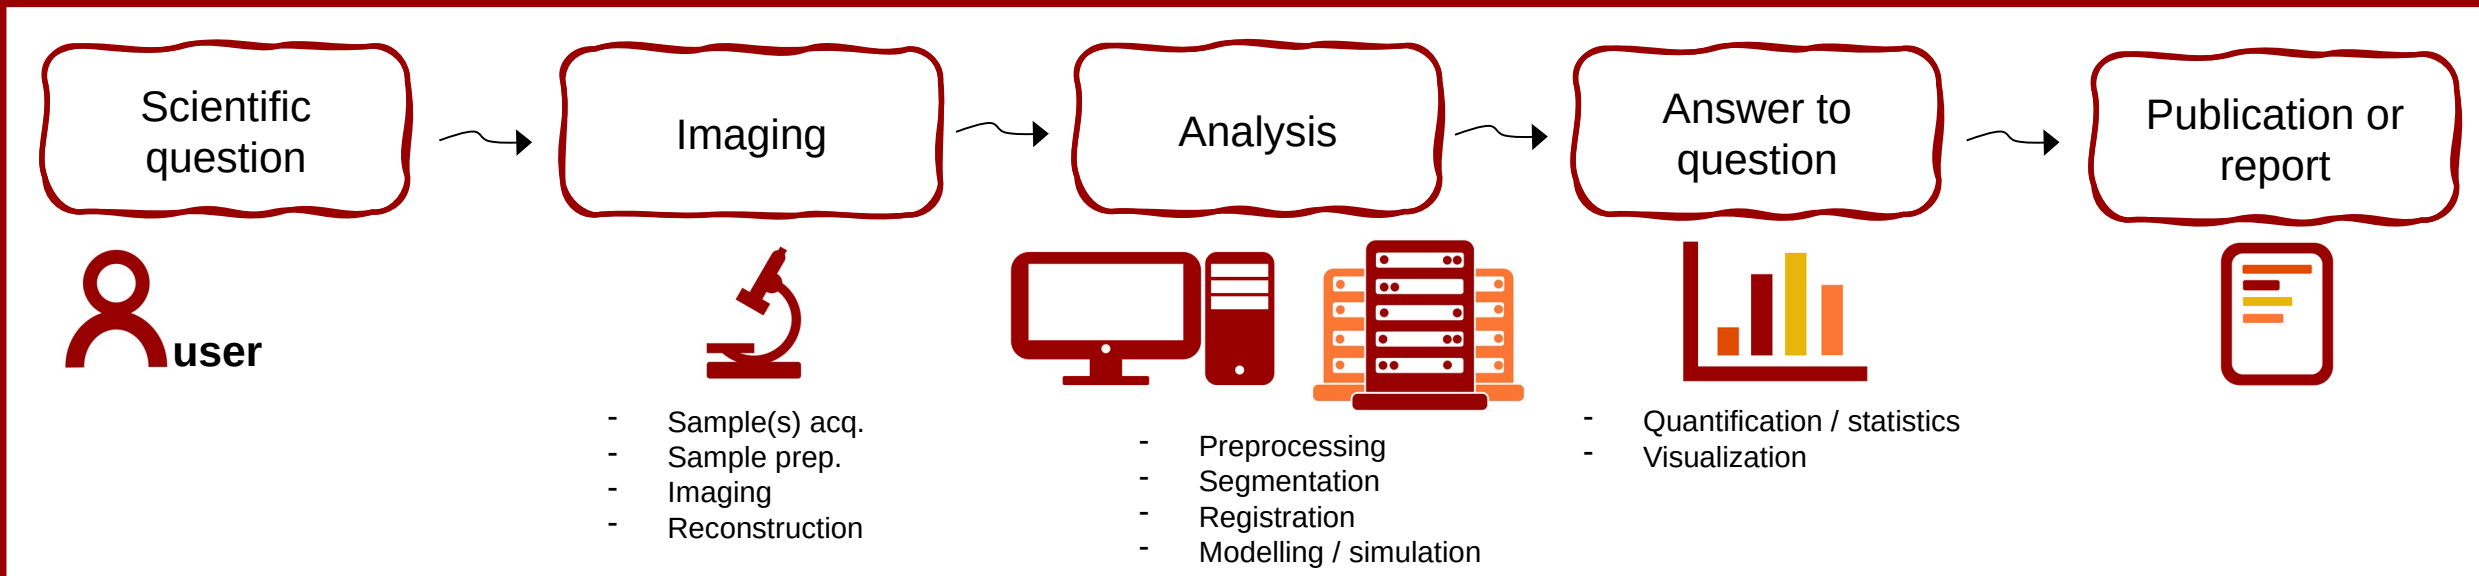 Scientific
question
Imaging
Analysis
Answer to
question
Publication or
report
user
- Sample(s) acq.
- Sample prep.
- Imaging
- Reconstruction
- Preprocessing
- Segmentation
- Registration
- Modelling / simulation
- Quantification / statistics
- Visualization